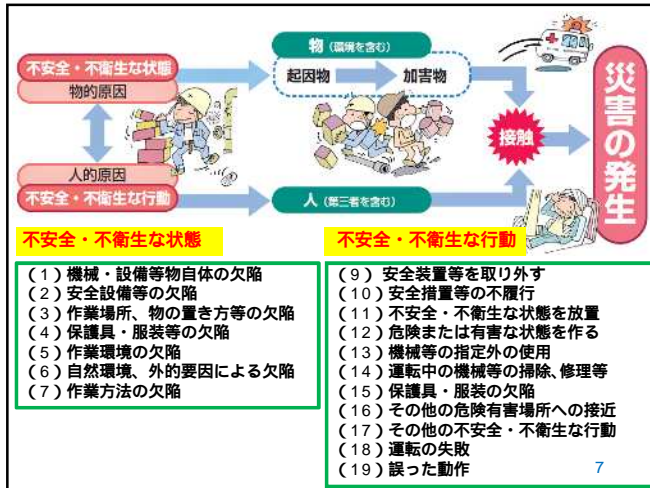 物（環境を含む）
不安全・不衛生な状態
物的原因
起因物
加害物
接触
災害の発生
人的原因
不安全・不衛生な行動
人（第三者を含む）
不安全・不衛生な状態
（１）機械・設備等物自体の欠陥
（２）安全設備等の欠陥
（３）作業場所、物の置き方等の欠陥
（４）保護具・服装等の欠陥
（５）作業環境の欠陥
（６）自然環境、外的要因による欠陥
（７）作業方法の欠陥
不安全・不衛生な行動
（９） 安全装置等を取り外す
（１０）安全措置等の不履行
（１１）不安全・不衛生な状態を放置
（１２）危険または有害な状態を作る
（１３）機械等の指定外の使用
（１４）運転中の機械等の掃除、修理等
（１５）保護具・服装の欠陥
（１６）その他の危険有害場所への接近
（１７）その他の不安全・不衛生な行動
（１８）運転の失敗
（１９）誤った動作
7